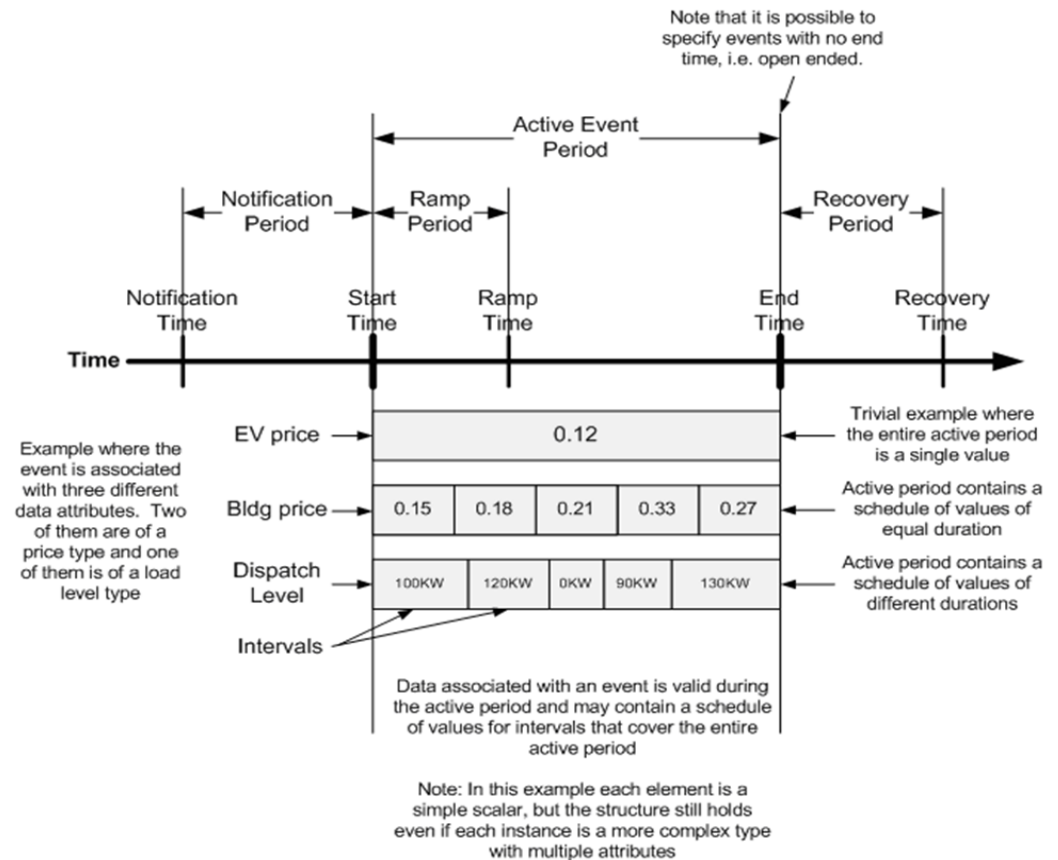 Note that it is possible to
specify events with no end
time, i.e. open ended.
Active Event
Period
Notification
Period
Ramp
Period
Recovery
Period
Notification
Time
Start
Time
Ramp
Time
End
Time
Recovery
Time
Time
EV price
0.12
Trivial example where
the entire active period
is a single value
Example where the
event is associated
with three different
data attributes. Two
of them are of a
price type and one
of them is of a load
level type
Bldg price
0.15 0.18 0.21 0.33 0.27
Active period contains a
schedule of values of
equal duration
Dispatch
Level
100KW 120KW 0KW 90KW 130KW
Active period contains a
schedule of values of
different durations
Intervals
Data associated with an event is valid during
the active period and may contain a schedule
of values for intervals that cover the entire
active period
Note: In this example each element is a
simple scalar, but the structure still holds
even if each instance is a more complex type
with multiple attributes